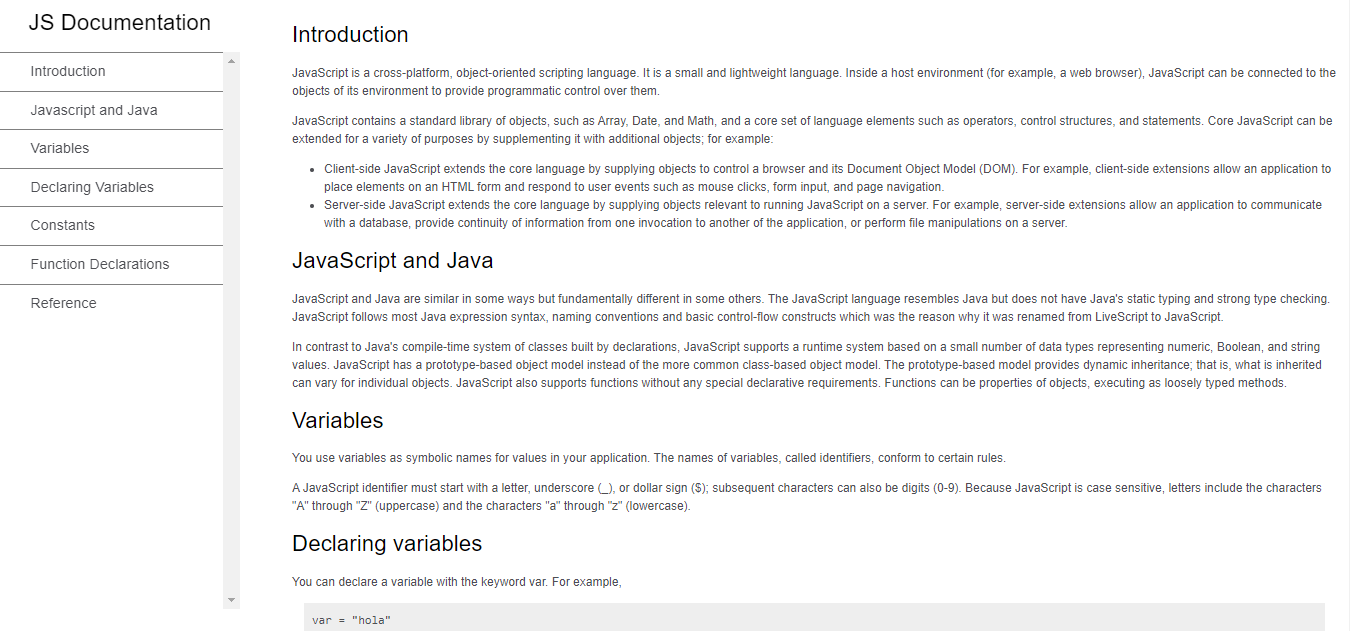 JS Documentation
Introduction
Javascript and Java
Variables
Declaring Variables
Constants
Function Declarations
Reference
Introduction
JavaScript is a cross-platform, object-oriented scripting language. It is a small and lightweight language. Inside a host environment (for example, a web browser), JavaScript can be connected to the
objects of its environment to provide programmatic control over them.
JavaScript contains a standard library of objects, such as Array, Date, and Math, and a core set of language elements such as operators, control structures, and statements. Core JavaScript can be
extended for a variety of purposes by supplementing it with additional objects; for example:
• Client-side JavaScript extends the core language by supplying objects to control a browser and its Document Object Model (DOM). For example, client-side extensions allow an application to
place elements on an HTML form and respond to user events such as mouse clicks, form input, and page navigation.
• Server-side JavaScript extends the core language by supplying objects relevant to running JavaScript on a server. For example, server-side extensions allow an application to communicate
with a database, provide continuity of information from one invocation to another of the application, or perform file manipulations on a server.
JavaScript and Java
JavaScript and Java are similar in some ways but fundamentally different in some others. The JavaScript language resembles Java but does not have Java's static typing and strong type checking.
JavaScript follows most Java expression syntax, naming conventions and basic control-flow constructs which was the reason why it was renamed from LiveScript to JavaScript.
In contrast to Java's compile-time system of classes built by declarations, JavaScript supports a runtime system based on a small number of data types representing numeric, Boolean, and string
values. JavaScript has a prototype-based object model instead of the more common class-based object model. The prototype-based model provides dynamic inheritance; that is, what is inherited
can vary for individual objects. JavaScript also supports functions without any special declarative requirements. Functions can be properties of objects, executing as loosely typed methods.
Variables
You use variables as symbolic names for values in your application. The names of variables, called identifiers, conform to certain rules.
A JavaScript identifier must start with a letter, underscore (_), or dollar sign ($); subsequent characters can also be digits (0-9). Because JavaScript is case sensitive, letters include the characters
"A" through "Z" (uppercase) and the characters "a" through "z" (lowercase).
Declaring variables
You can declare a variable with the keyword var. For example,
var = "hola"